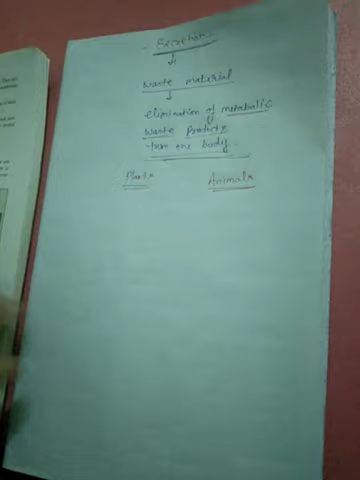 Excretion
waste material
elimination of metabolic
waste products
from the body.
Plants Animals